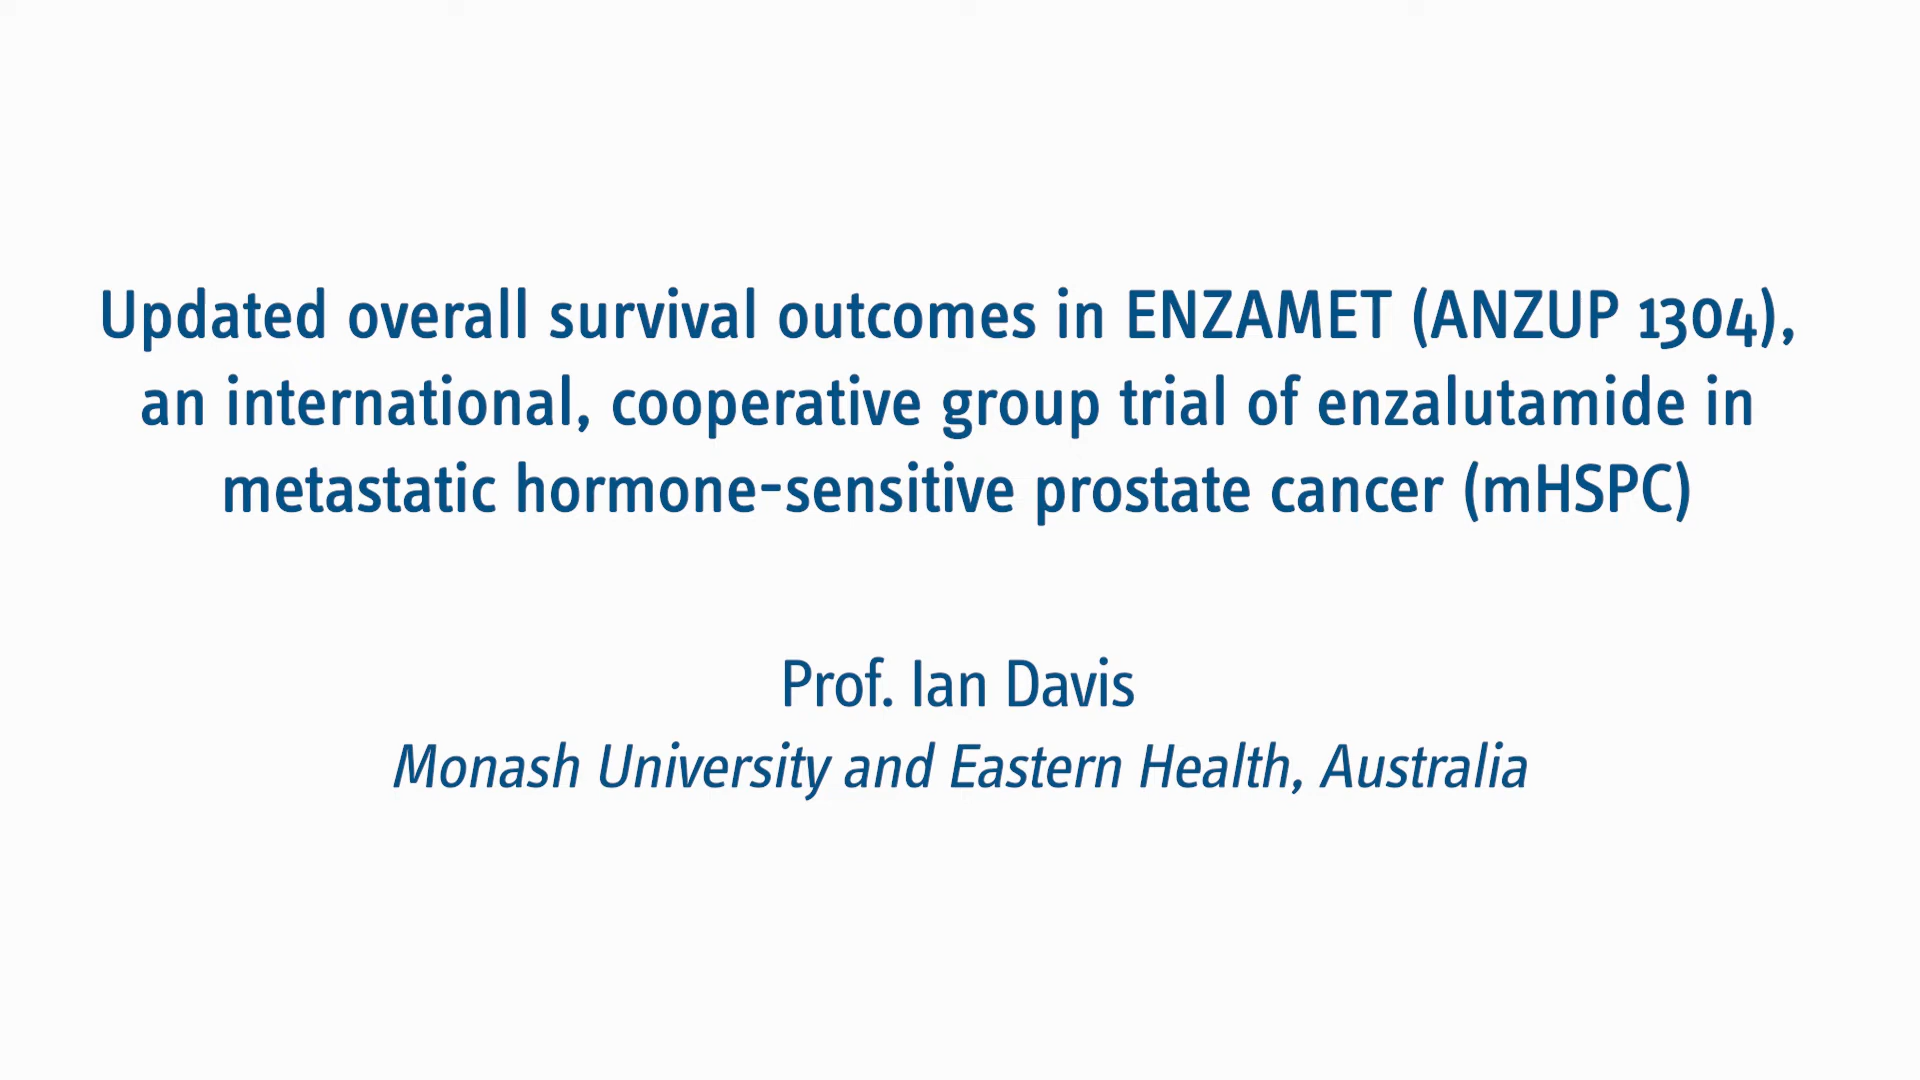 Updated overall survival outcomes in ENZAMET (ANZUP 1304),
an international, cooperative group trial of enzalutamide in
metastatic hormone-sensitive prostate cancer (mHSPC)
Prof. Ian Davis
Monash University and Eastern Health, Australia